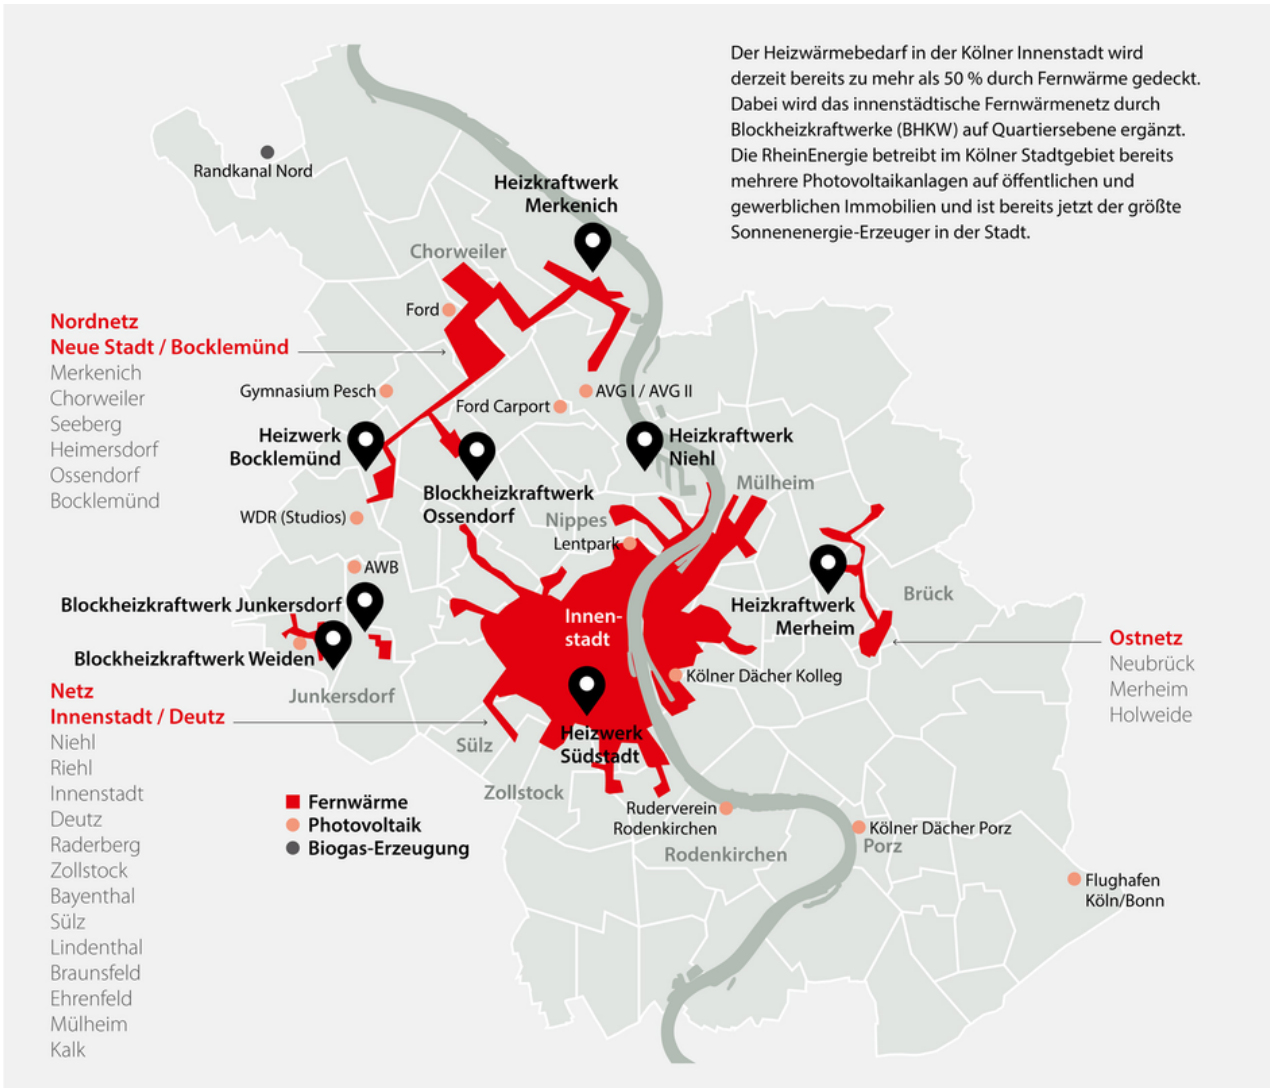 Der Heizwärmebedarf in der Kölner Innenstadt wird
derzeit bereits zu mehr als 50 % durch Fernwärme gedeckt.
Dabei wird das innenstädtische Fernwärmenetz durch
Blockheizkraftwerke (BHKW) auf Quartiersebene ergänzt.
Die RheinEnergie betreibt im Kölner Stadtgebiet bereits
mehrere Photovoltaikanlagen auf öffentlichen und
gewerblichen Immobilien und ist bereits jetzt der größte
Sonnenenergie-Erzeuger in der Stadt.
Randkanal Nord
Heizkraftwerk
Merkenich
Chorweiler
Ford
Nordnetz
Neue Stadt / Bocklemünd
Merkenich
Chorweiler
Seeberg
Heimersdorf
Ossendorf
Bocklemünd
Gymnasium Pesch
AVG I / AVG II
Ford Carport
Heizwerk
Bocklemünd
Heizkraftwerk
Niehl
Blockheizkraftwerk
Ossendorf
Mülheim
WDR (Studios)
Nippes
Lentpark
AWB
Blockheizkraftwerk Junkersdorf
Blockheizkraftwerk Weiden
Junkersdorf
Innen-
stadt
Heizkraftwerk
Merheim
Brück
Ostnetz
Neubrück
Merheim
Holweide
Kölner Dächer Kolleg
Netz
Innenstadt / Deutz
Niehl
Riehl
Innenstadt
Deutz
Raderberg
Zollstock
Bayenthal
Sülz
Lindenthal
Braunsfeld
Ehrenfeld
Mülheim
Kalk
Heizwerk
Südstadt
Sülz
Zollstock
Fernwärme
Photovoltaik
Biogas-Erzeugung
Ruderverein
Rodenkirchen
Rodenkirchen
Kölner Dächer Porz
Porz
Flughafen
Köln/Bonn